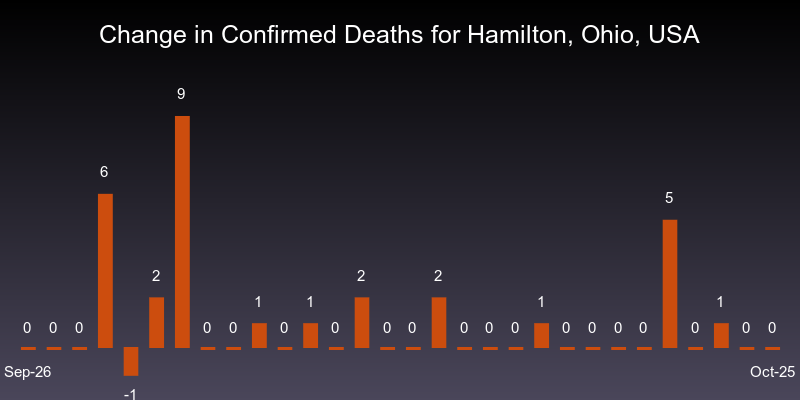 Change in Confirmed Deaths for Hamilton, Ohio, USA
0 0 0 6 -1 2 9 0 0 1 0 1 0 2 0 0 2 0 0 0 1 0 0 0 0 5 0 1 0 0
Sep-26 Oct-25